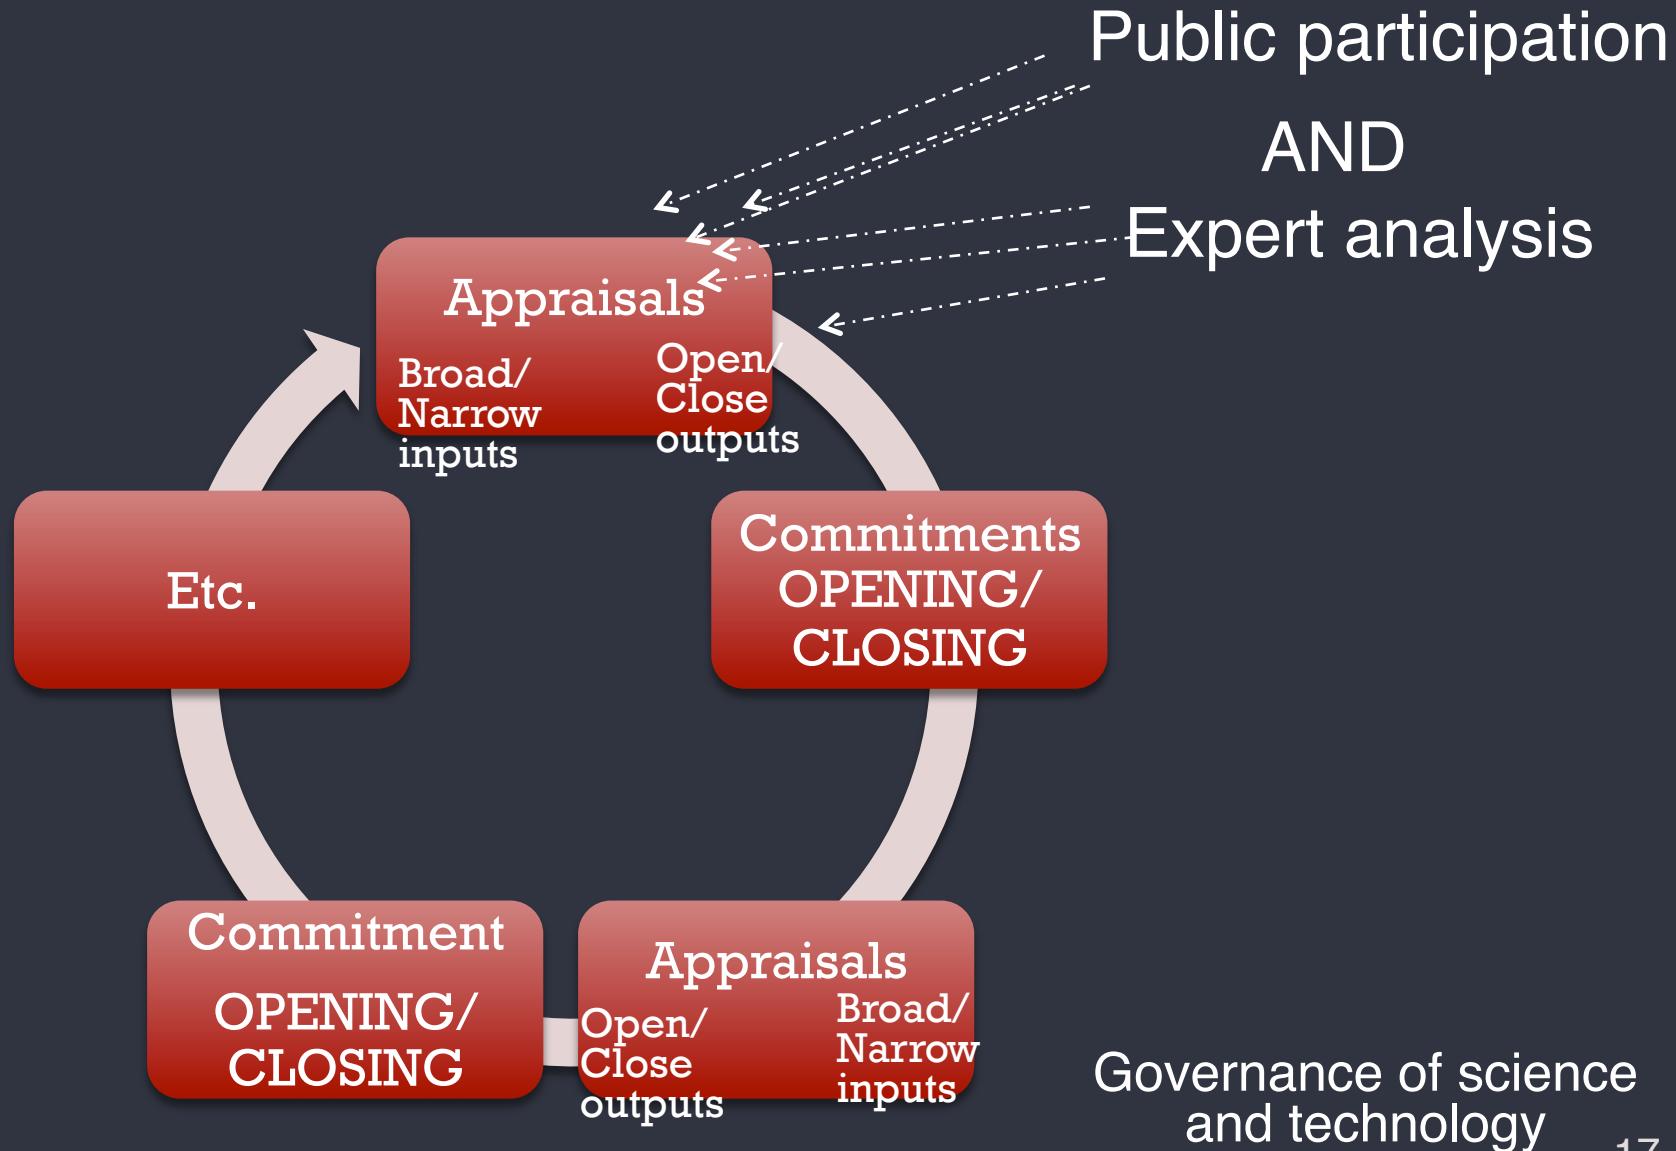 Public participation
AND
Expert analysis
Appraisals
Broad/
Narrow
inputs
Open/
Close
outputs
Commitments
OPENING/
CLOSING
Appraisals
Broad/
Narrow
inputs
Open/
Close
outputs
Commitment
OPENING/
CLOSING
Etc.
Governance of science
and technology
17